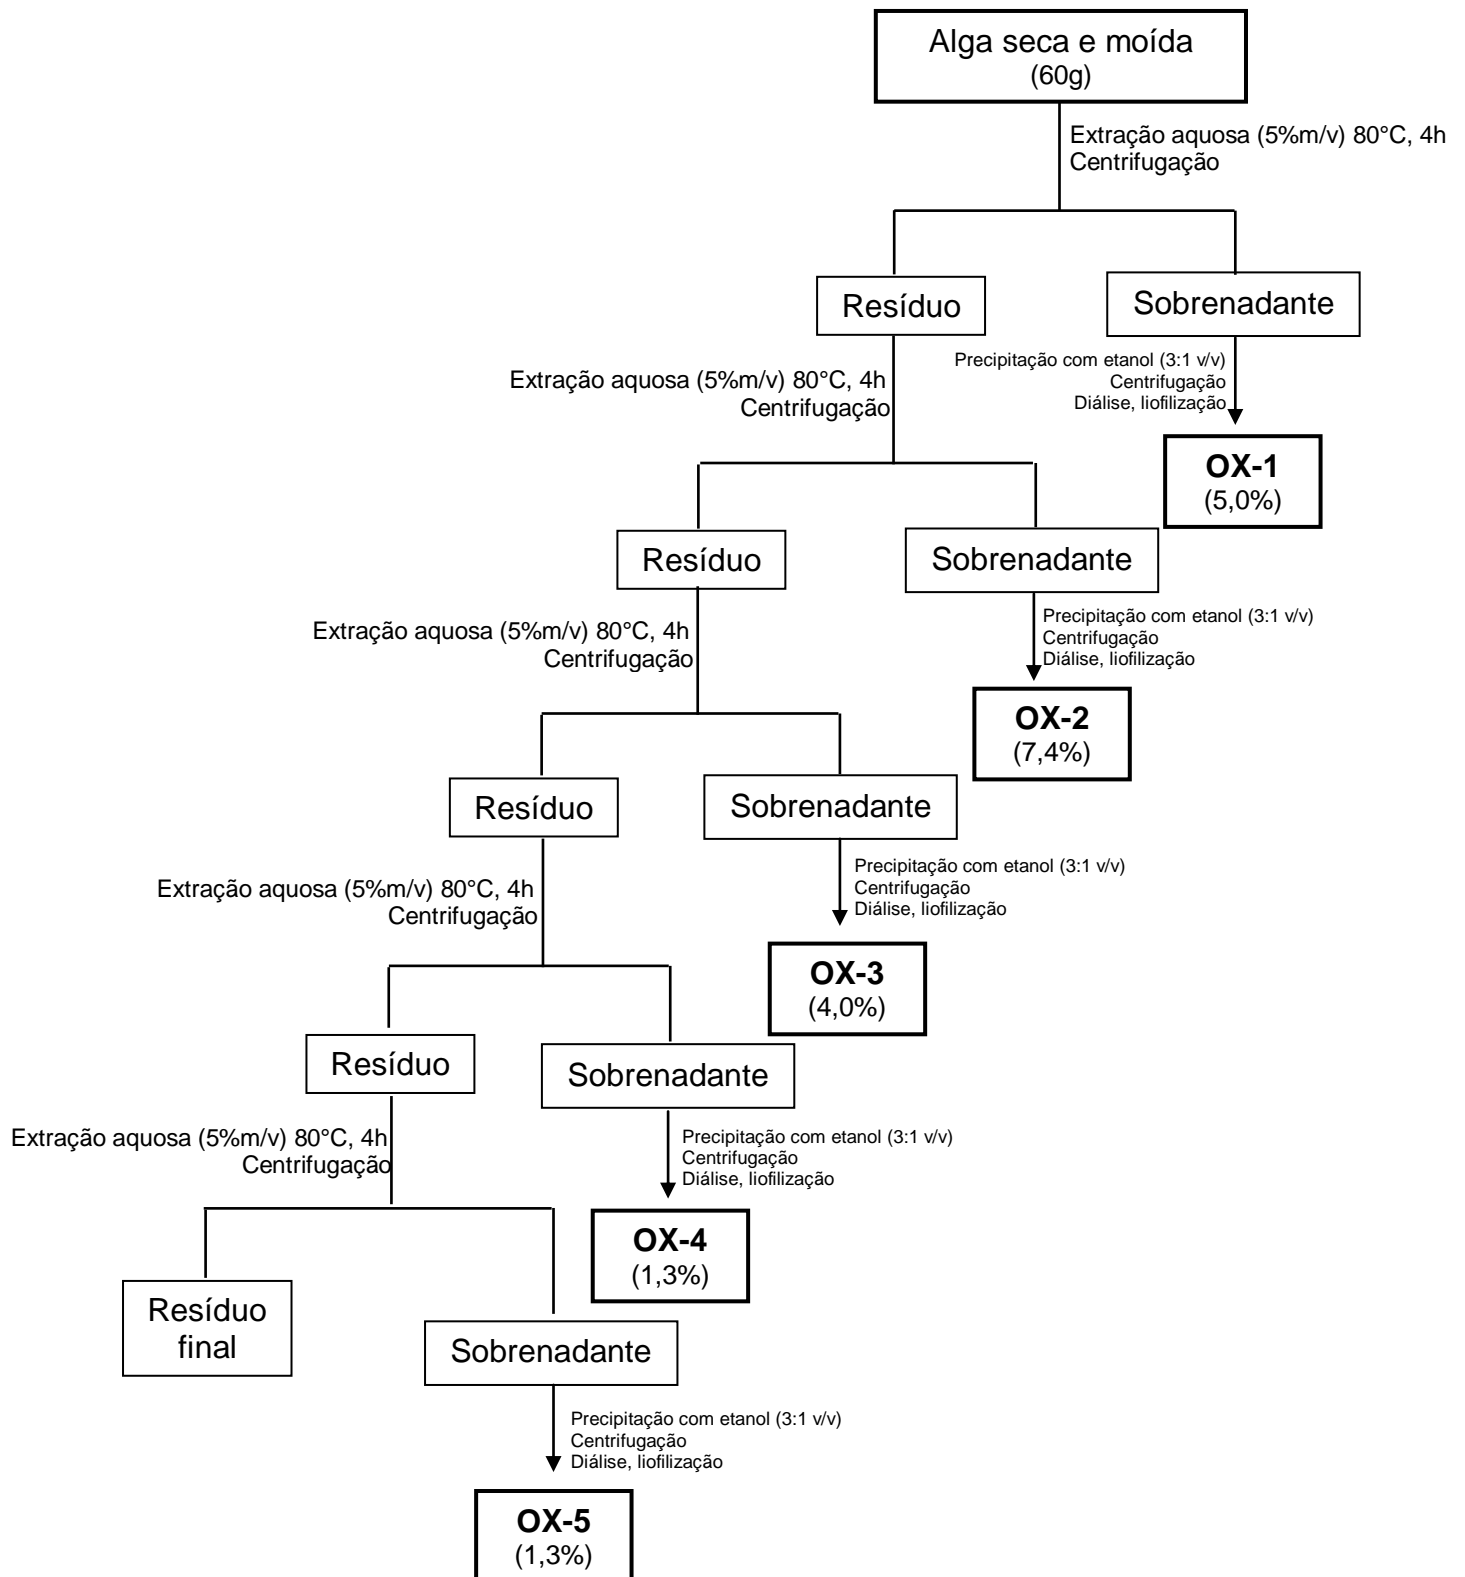 Alga seca e moída
(60g)
Extração aquosa (5%m/v) 80°C, 4h
Centrifugação
Resíduo
Sobrenadante
Extração aquosa (5%m/v) 80°C, 4h
Centrifugação
Precipitação com etanol (3:1 v/v)
Centrifugação
Diálise, liofilização
OX-1
(5,0%)
Resíduo
Sobrenadante
Extração aquosa (5%m/v) 80°C, 4h
Centrifugação
Precipitação com etanol (3:1 v/v)
Centrifugação
Diálise, liofilização
OX-2
(7,4%)
Resíduo
Sobrenadante
Extração aquosa (5%m/v) 80°C, 4h
Centrifugação
Precipitação com etanol (3:1 v/v)
Centrifugação
Diálise, liofilização
OX-3
(4,0%)
Resíduo
Sobrenadante
Extração aquosa (5%m/v) 80°C, 4h
Centrifugação
Precipitação com etanol (3:1 v/v)
Centrifugação
Diálise, liofilização
OX-4
(1,3%)
Resíduo
final
Sobrenadante
Precipitação com etanol (3:1 v/v)
Centrifugação
Diálise, liofilização
OX-5
(1,3%)